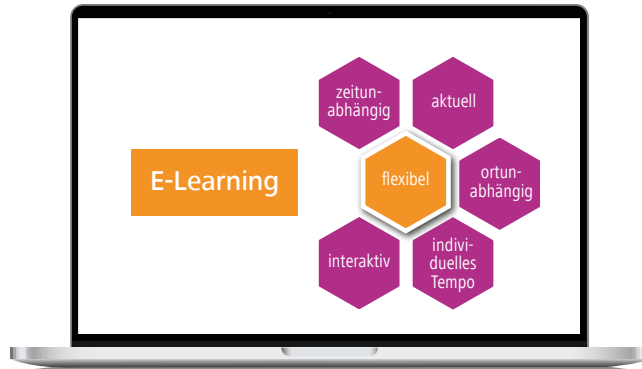 E-Learning
zeitun-
abhängig
aktuell
flexibel
ortun-
abhängig
interaktiv
indivi-
duelles
Tempo